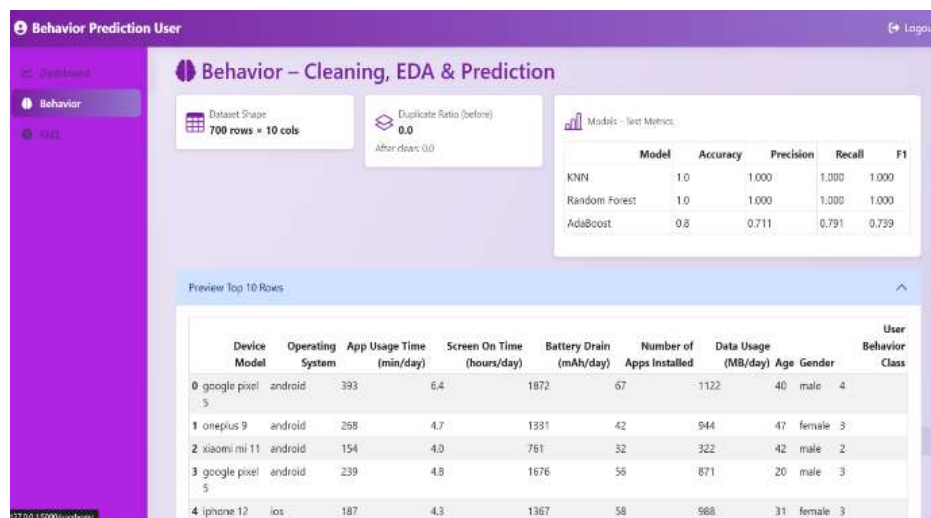 Behavior Prediction User
Logou
Dashboard
Behavior
FAQ
Behavior – Cleaning, EDA & Prediction
Dataset Shape
700 rows × 10 cols
Duplicate Ratio (before)
0.0
After clean: 0.0
Models - Test Metrics
Model Accuracy Precision Recall F1
KNN 1.0 1.000 1.000 1.000
Random Forest 1.0 1.000 1.000 1.000
AdaBoost 0.8 0.711 0.791 0.739
Preview Top 10 Rows
User
Device Operating App Usage Time Screen On Time Battery Drain Number of Data Usage Behavior
Model System (min/day) (hours/day) (mAh/day) Apps Installed (MB/day) Age Gender Class
0 google pixel android 393 6.4 1872 67 1122 40 male 4
5
1 oneplus 9 android 268 4.7 1331 42 944 47 female 3
2 xiaomi mi 11 android 154 4.0 761 32 322 42 male 2
3 google pixel android 239 4.8 1676 56 871 20 male 3
5
4 iphone 12 ios 187 4.3 1367 58 988 31 female 3